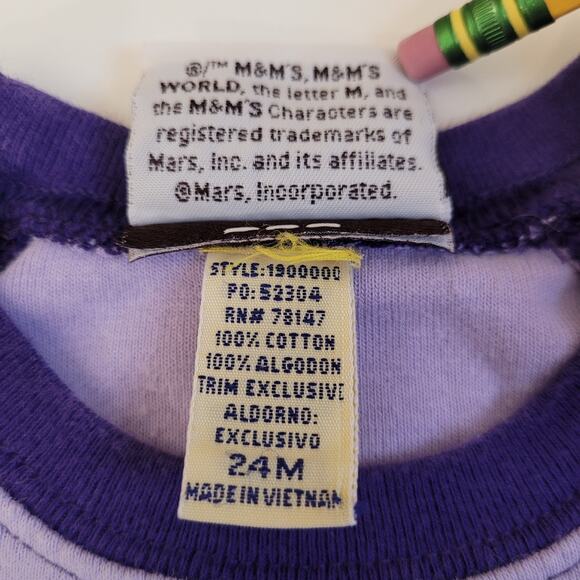 ®/™ M&M'S, M&M'S
WORLD, the letter M, and
the M&M'S Characters are
registered trademarks of
Mars, Inc. and its affiliates.
©Mars, Incorporated.
STYLE:1900000
PO: 52304
RN# 78147
100% COTTON
100% ALGODON
TRIM EXCLUSIVE
ALDORNO:
EXCLUSIVO
24M
MADE IN VIETNAM